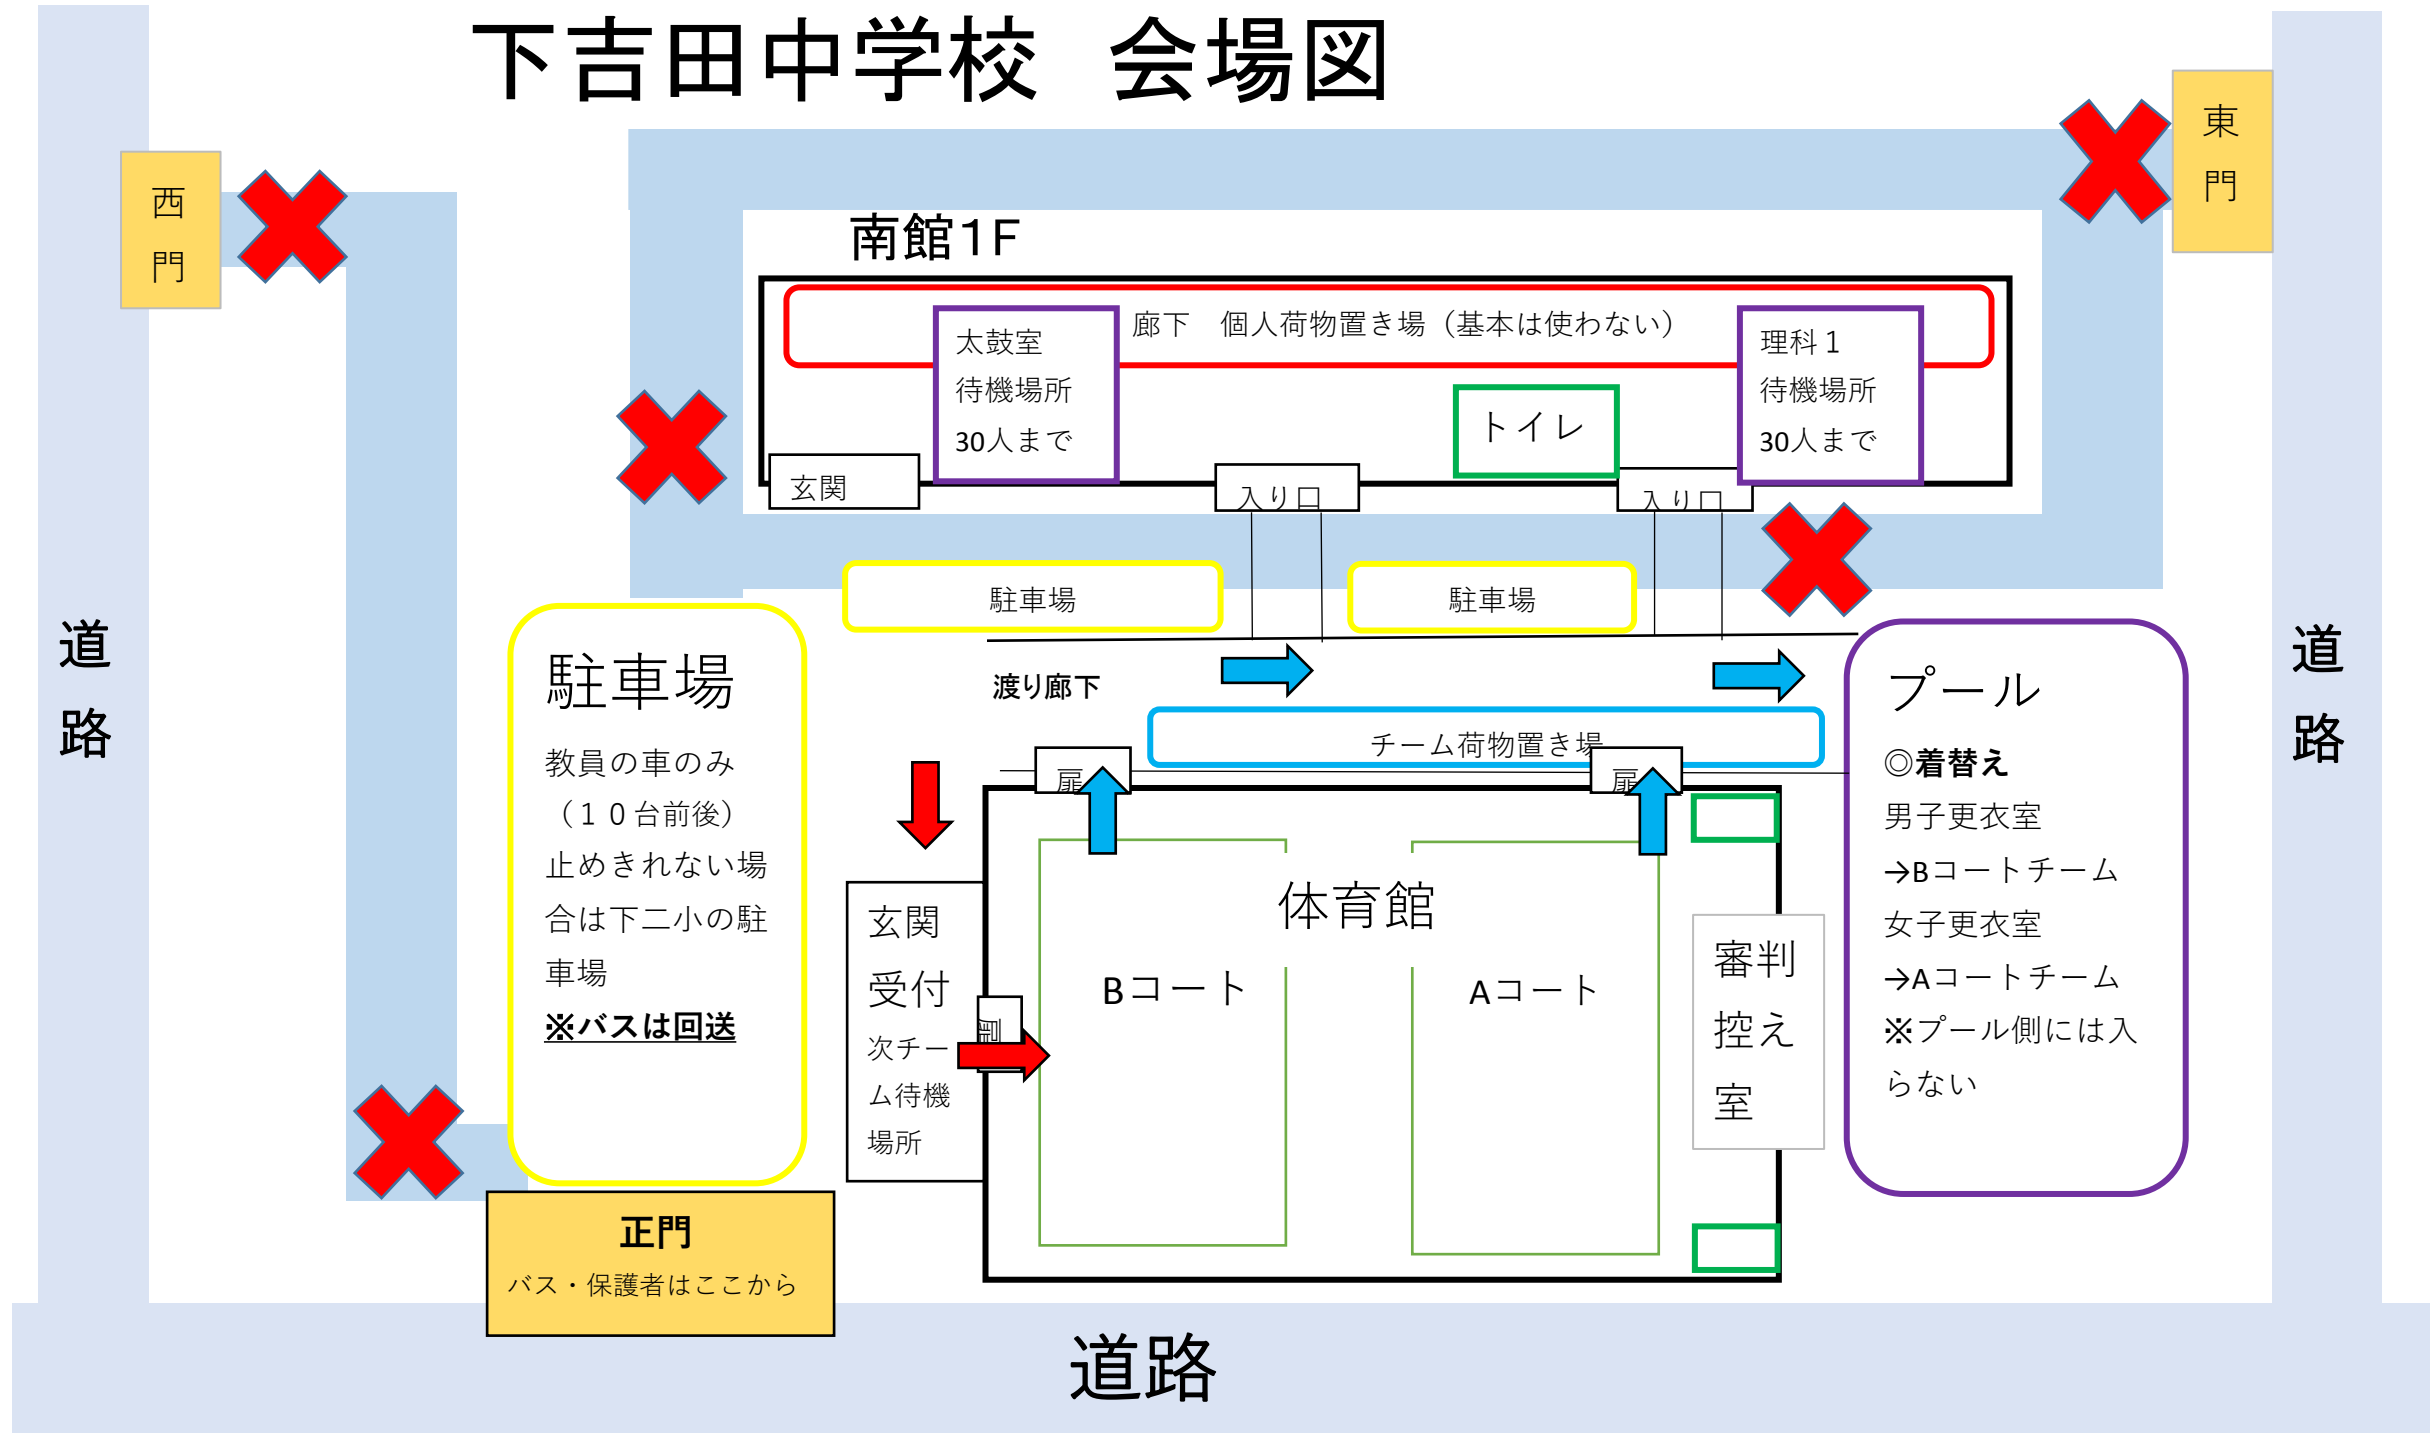 下吉田中学校　会場図
西門
東門
南館１F
廊下　個人荷物置き場（基本は使わない）
太鼓室
待機場所
30人まで
理科１
待機場所
30人まで
トイレ
玄関
入り口
入り口
駐車場
駐車場
道路
道路
渡り廊下
チーム荷物置き場
扉
扉
駐車場
教員の車のみ
（１０台前後）
止めきれない場
合は下二小の駐
車場
※バスは回送
プール
◎着替え
男子更衣室
→Bコートチーム
女子更衣室
→Aコートチーム
※プール側には入
らない
体育館
Bコート
Aコート
玄関
受付
次チー
ム待機
場所
扉
審判
控え
室
正門
バス・保護者はここから
道路